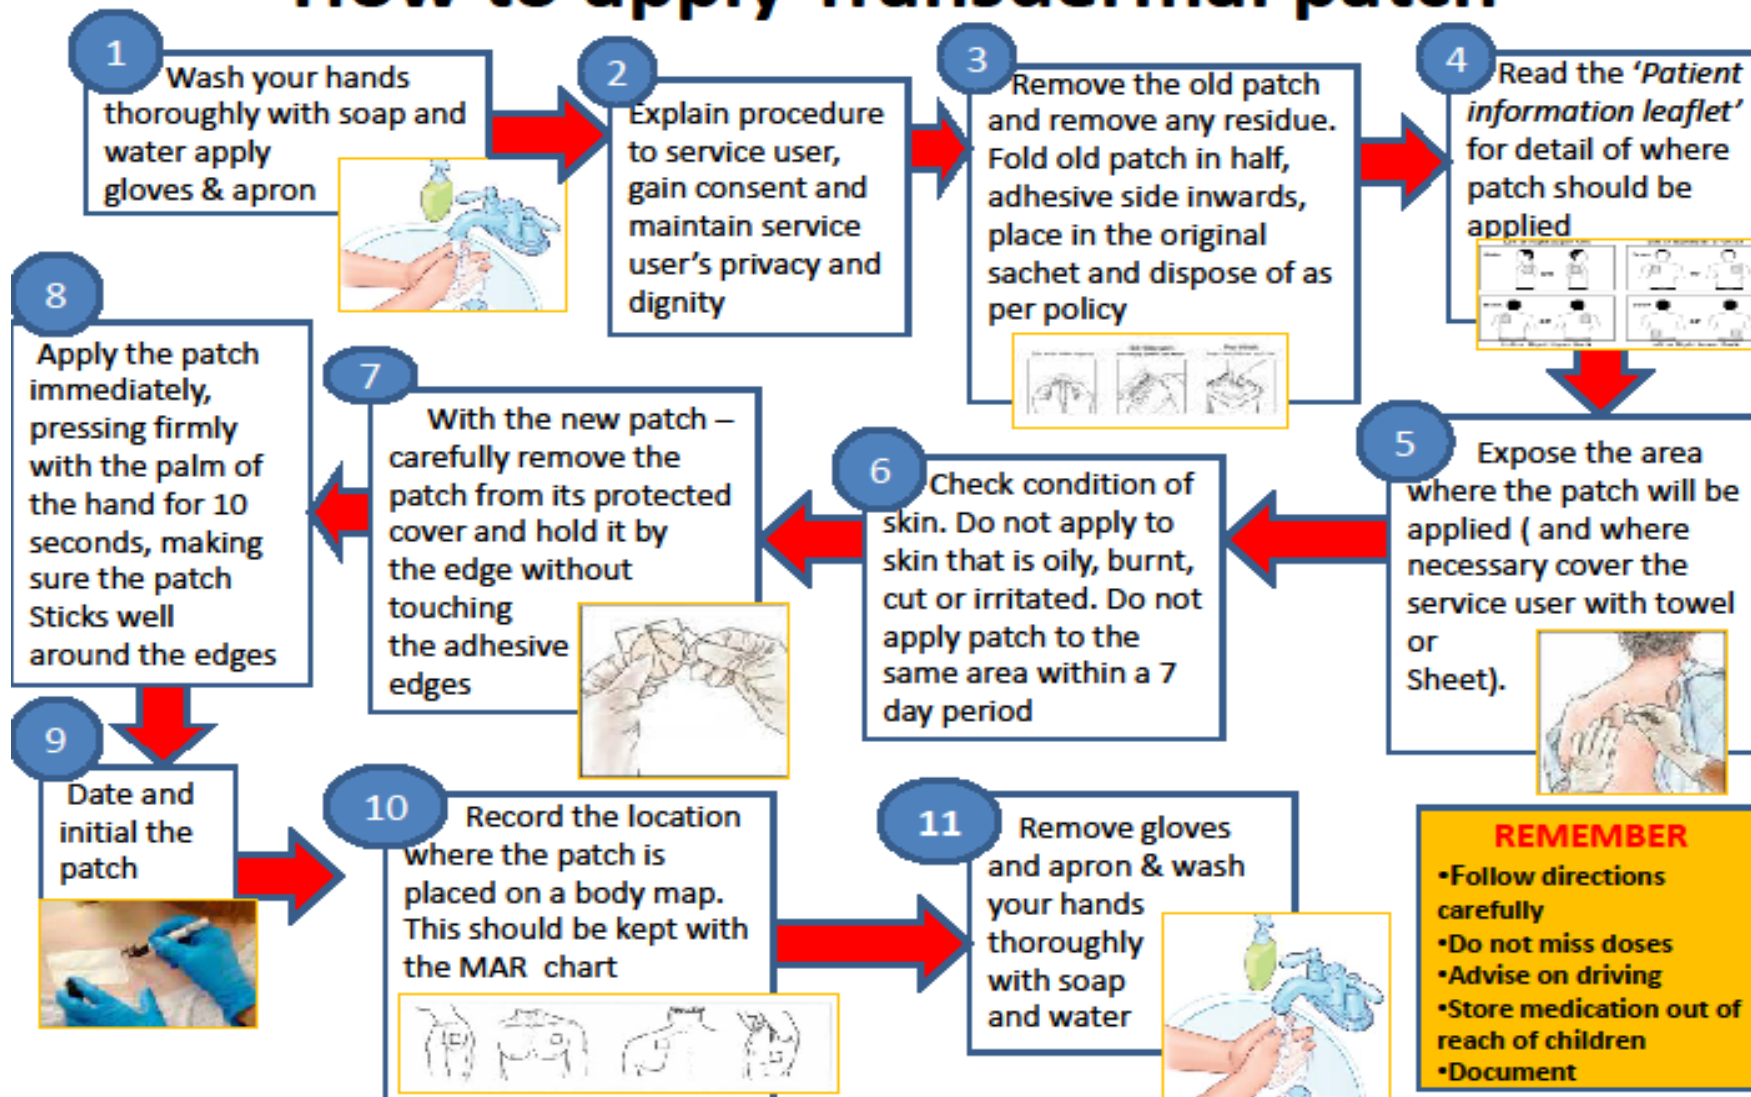 How to apply Transdermal patch
1
Wash your hands
thoroughly with soap and
water apply
gloves & apron
2
Explain procedure
to service user,
gain consent and
maintain service
user's privacy and
dignity
3
Remove the old patch
and remove any residue.
Fold old patch in half,
adhesive side inwards,
place in the original
sachet and dispose of as
per policy
4
Read the ‘Patient
information leaflet’
for detail of where
patch should be
applied
5
Expose the area
where the patch will be
applied ( and where
necessary cover the
service user with towel
or
Sheet).
6
Check condition of
skin. Do not apply to
skin that is oily, burnt,
cut or irritated. Do not
apply patch to the
same area within a 7
day period
7
With the new patch –
carefully remove the
patch from its protected
cover and hold it by
the edge without
touching
the adhesive
edges
8
Apply the patch
immediately,
pressing firmly
with the palm of
the hand for 10
seconds, making
sure the patch
Sticks well
around the edges
9
Date and
initial the
patch
10
Record the location
where the patch is
placed on a body map.
This should be kept with
the MAR chart
11
Remove gloves
and apron & wash
your hands
thoroughly
with soap
and water
REMEMBER
•Follow directions
carefully
•Do not miss doses
•Advise on driving
•Store medication out of
reach of children
•Document